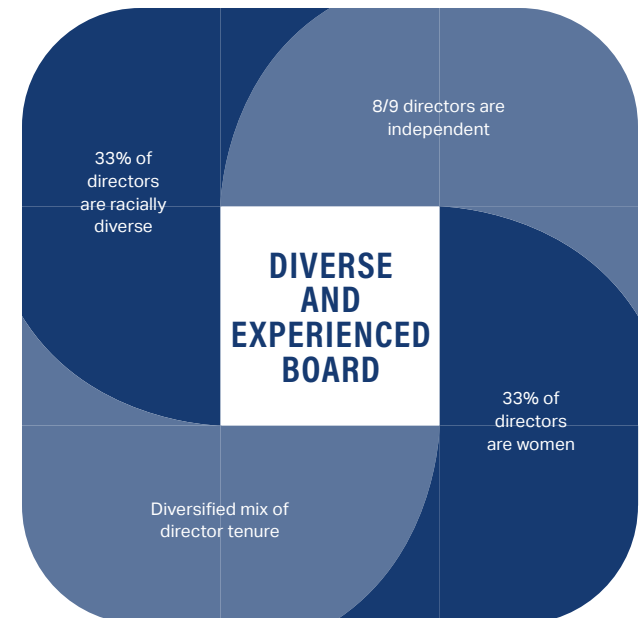 8/9 directors are
independent
33% of
directors
are racially
diverse
DIVERSE
AND
EXPERIENCED
BOARD
33% of
directors
are women
Diversified mix of
director tenure